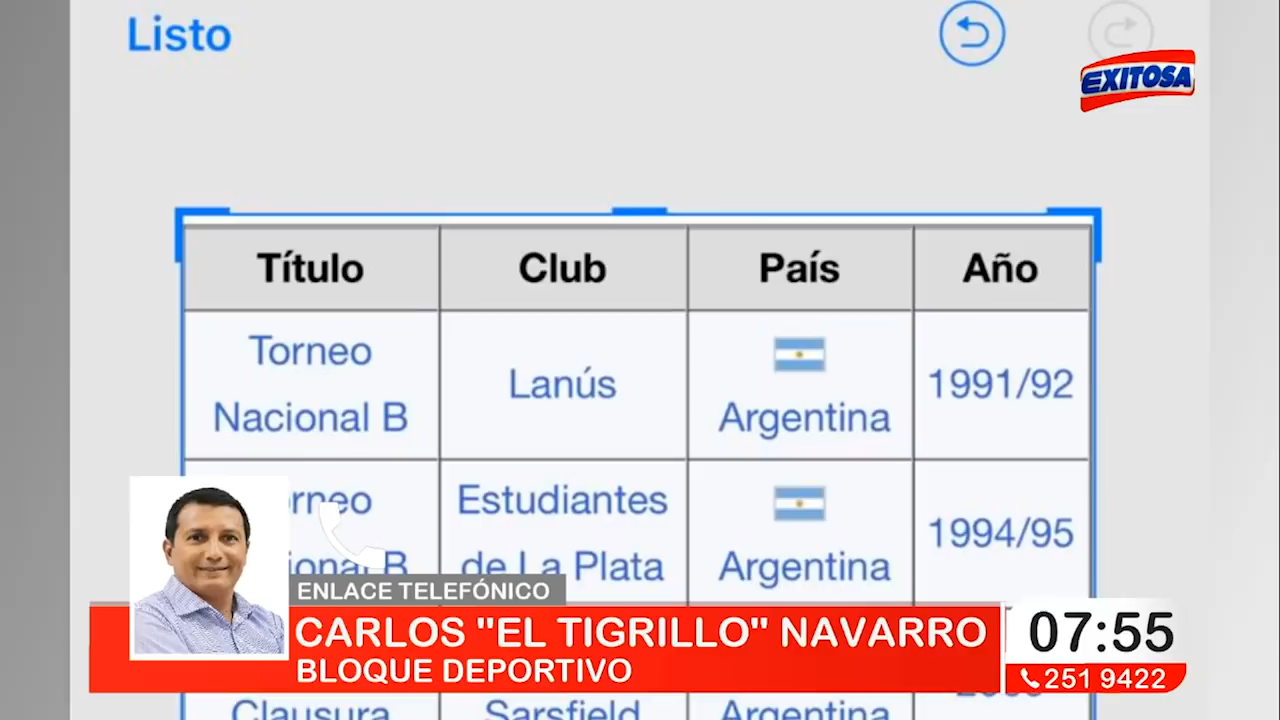 Listo
EXITOSA
Título Club País Año
Torneo
Nacional B
Lanús
Argentina
1991/92
Estudiantes
de La Plata
Argentina
1994/95
ENLACE TELEFÓNICO
CARLOS "EL TIGRILLO" NAVARRO
BLOQUE DEPORTIVO
07:55
251 9422
Clausura
Sarsfield
Argentina